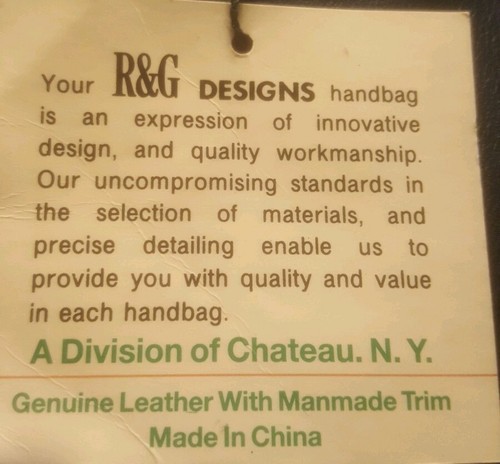 Your R&G DESIGNS handbag
is an expression of innovative
design, and quality workmanship.
Our uncompromising standards in
the selection of materials, and
precise detailing enable us to
provide you with quality and value
in each handbag.
A Division of Chateau. N. Y.
Genuine Leather With Manmade Trim
Made In China